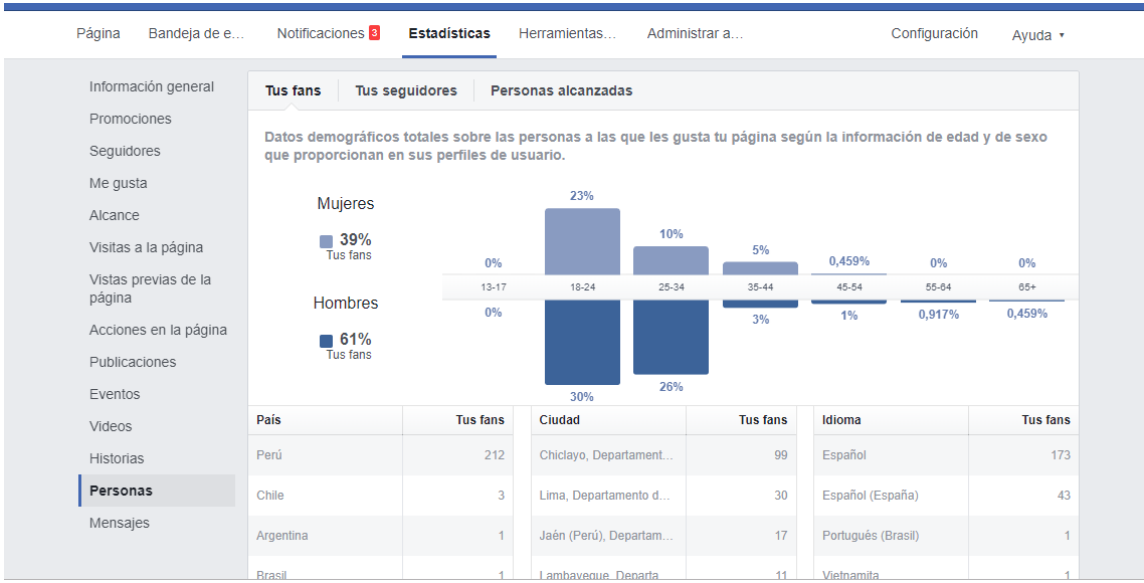 Página Bandeja de e... Notificaciones 3 Estadísticas Herramientas... Administrar a... Configuración Ayuda
Información general
Promociones
Seguidores
Me gusta
Alcance
Visitas a la página
Vistas previas de la
página
Acciones en la página
Publicaciones
Eventos
Videos
Historias
Personas
Mensajes
Tus fans Tus seguidores Personas alcanzadas
Datos demográficos totales sobre las personas a las que les gusta tu página según la información de edad y de sexo
que proporcionan en sus perfiles de usuario.
Mujeres
39%
Tus fans
Hombres
61%
Tus fans
0% 23% 10% 5% 0,459% 0% 0%
13-17 18-24 25-34 35-44 45-54 55-64 65+
0% 30% 26% 3% 1% 0,917% 0,459%
País Tus fans Ciudad Tus fans Idioma Tus fans
Perú 212 Chiclayo, Departament... 99 Español 173
Chile 3 Lima, Departamento d... 30 Español (España) 43
Argentina 1 Jaén (Perú), Departam... 17 Portugués (Brasil) 1
Brasil 1 Lambayeque, Departa... 11 Vietnamita 1